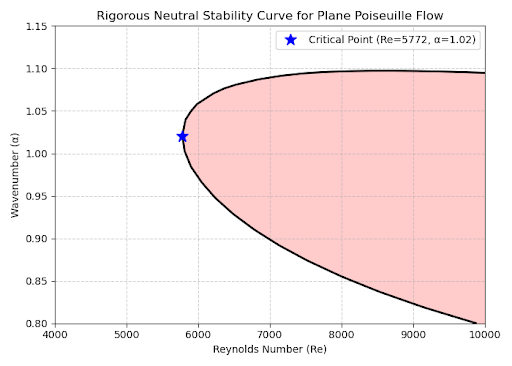 Rigorous Neutral Stability Curve for Plane Poiseuille Flow
Critical Point (Re=5772, α=1.02)
1.15
1.10
1.05
1.00
0.95
0.90
0.85
0.80
Wavenumber (α)
4000 5000 6000 7000 8000 9000 10000
Reynolds Number (Re)